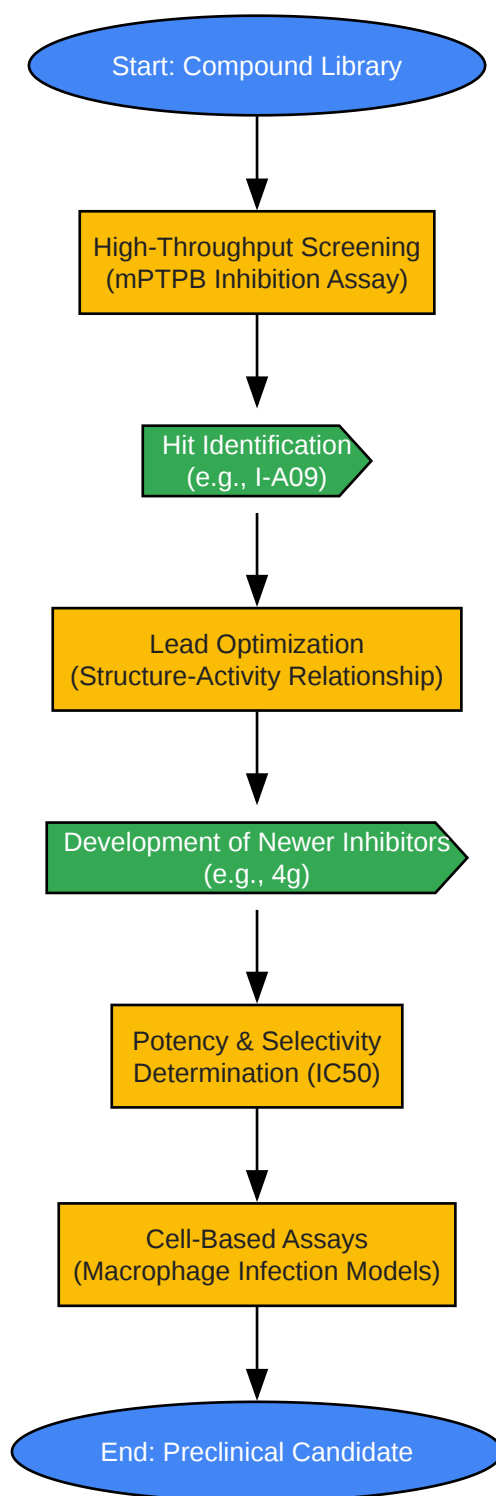 Start: Compound Library
High-Throughput Screening
(mPTPB Inhibition Assay)
Hit Identification
(e.g., I-A09)
Lead Optimization
(Structure-Activity Relationship)
Development of Newer Inhibitors
(e.g., 4g)
Potency & Selectivity
Determination (IC50)
Cell-Based Assays
(Macrophage Infection Models)
End: Preclinical Candidate